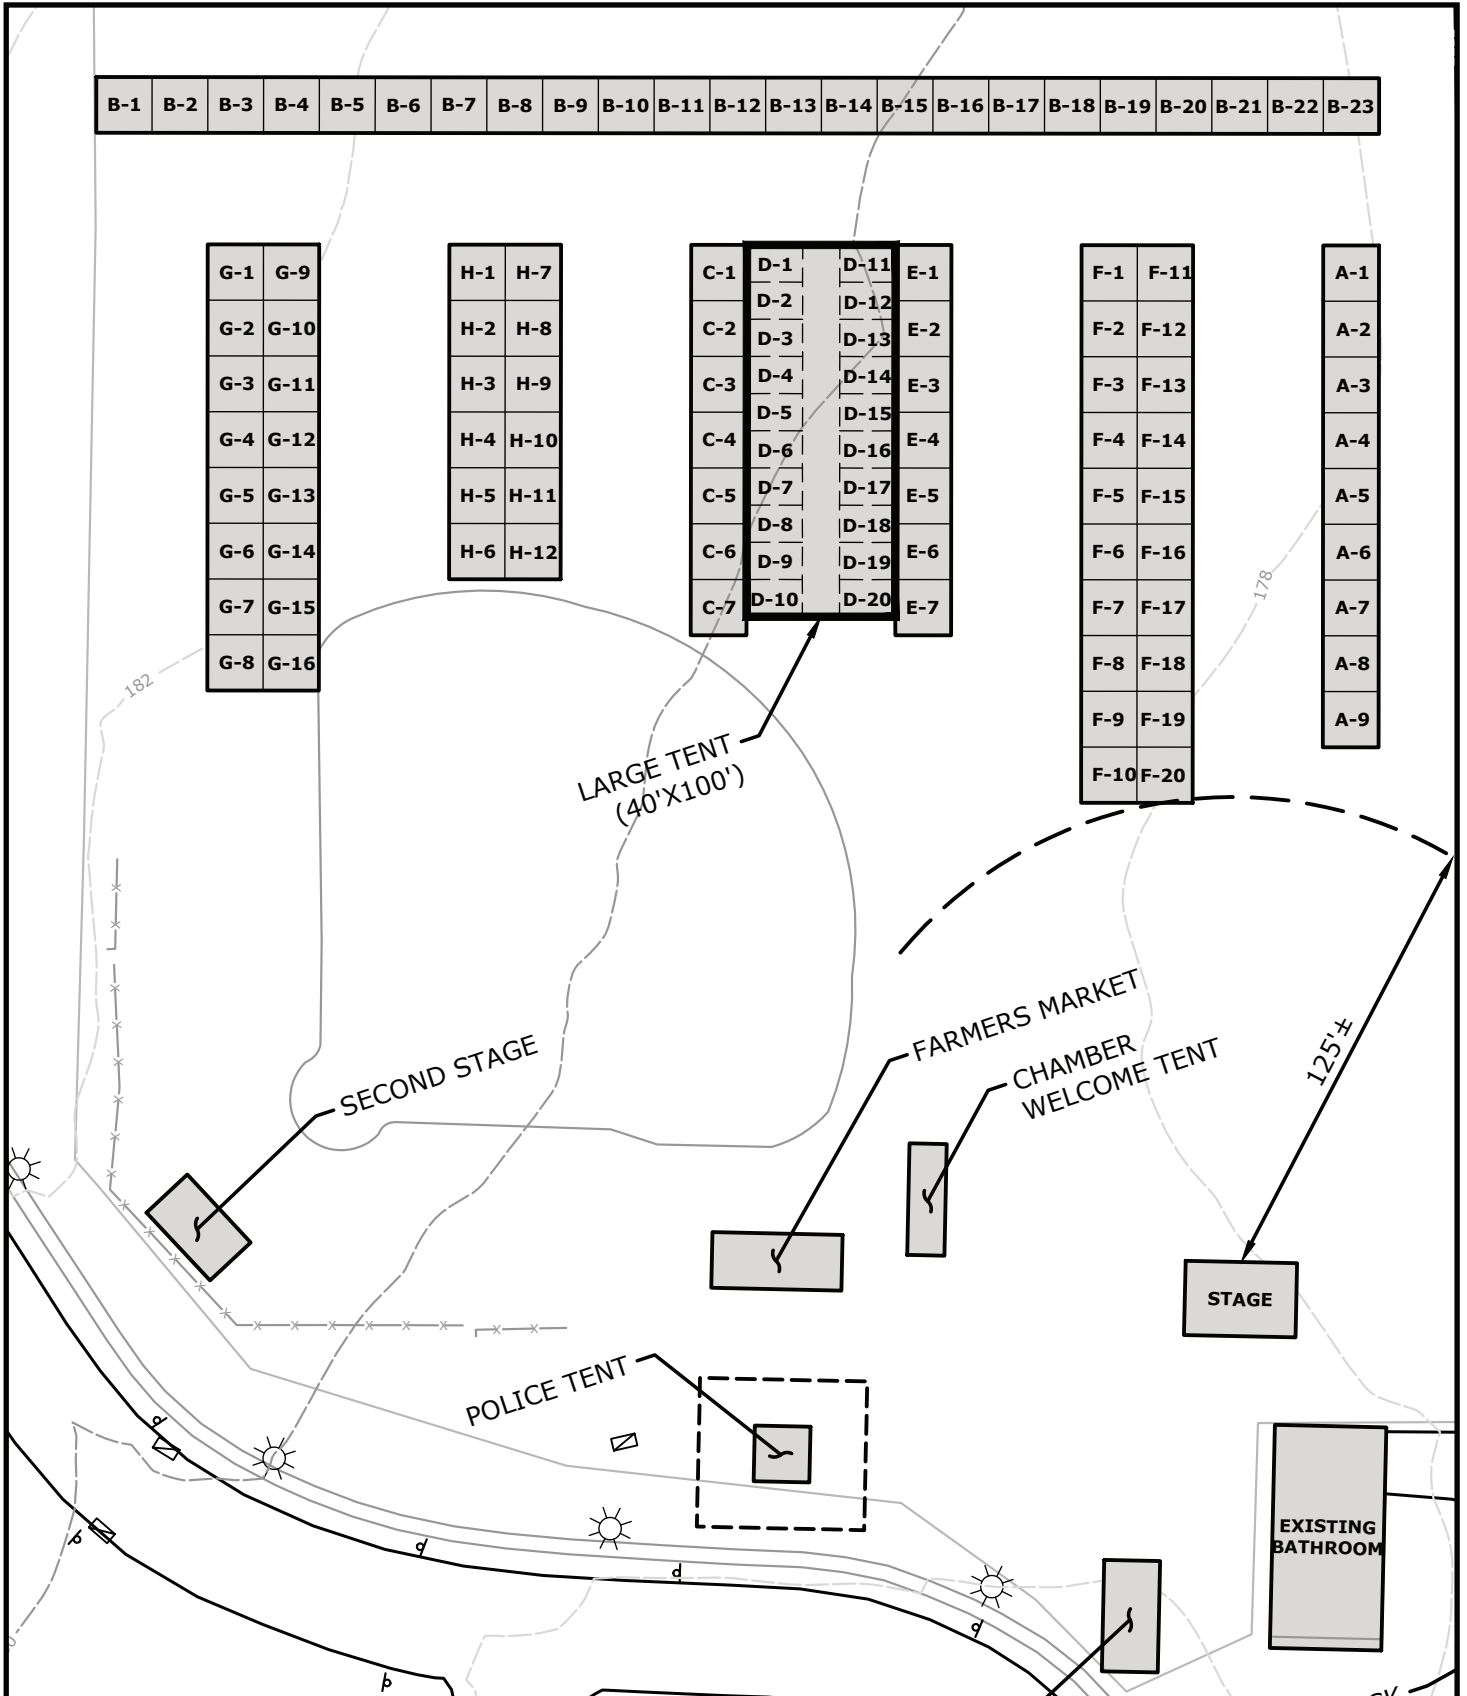 B-1 B-2 B-3 B-4 B-5 B-6 B-7 B-8 B-9 B-10 B-11 B-12 B-13 B-14 B-15 B-16 B-17 B-18 B-19 B-20 B-21 B-22 B-23
G-1 G-9
G-2 G-10
G-3 G-11
G-4 G-12
G-5 G-13
G-6 G-14
G-7 G-15
G-8 G-16
H-1 H-7
H-2 H-8
H-3 H-9
H-4 H-10
H-5 H-11
H-6 H-12
C-1
C-2
C-3
C-4
C-5
C-6
C-7
D-1 D-11
D-2 D-12
D-3 D-13
D-4 D-14
D-5 D-15
D-6 D-16
D-7 D-17
D-8 D-18
D-9 D-19
D-10 D-20
E-1
E-2
E-3
E-4
E-5
E-6
E-7
F-1 F-11
F-2 F-12
F-3 F-13
F-4 F-14
F-5 F-15
F-6 F-16
F-7 F-17
F-8 F-18
F-9 F-19
F-10 F-20
A-1
A-2
A-3
A-4
A-5
A-6
A-7
A-8
A-9
178
182
LARGE TENT
(40'X100')
FARMERS MARKET
CHAMBER
WELCOME TENT
125'±
SECOND STAGE
STAGE
POLICE TENT
EXISTING
BATHROOM